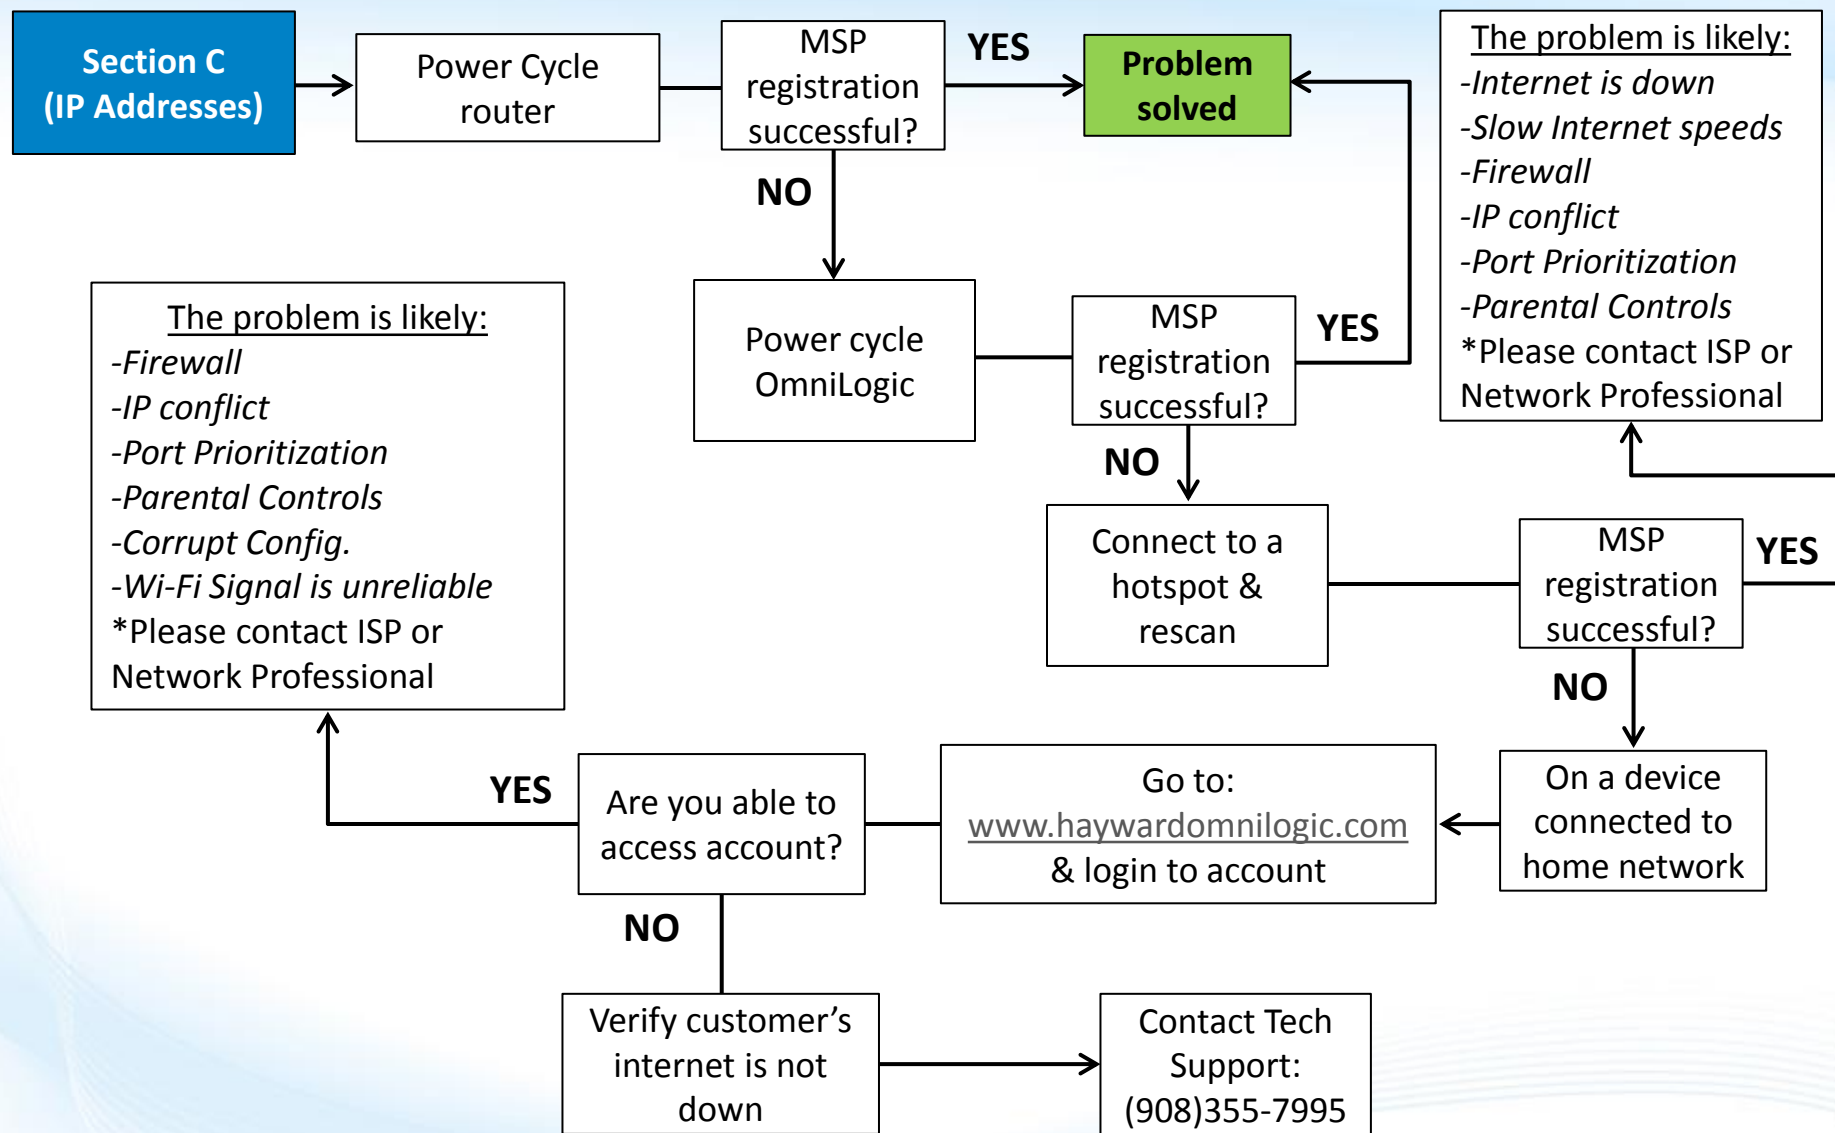 Section C
(IP Addresses)
Power Cycle
router
MSP
registration
successful?
YES
Problem
solved
NO
The problem is likely:
-Internet is down
-Slow Internet speeds
-Firewall
-IP conflict
-Port Prioritization
-Parental Controls
*Please contact ISP or
Network Professional
Power cycle
OmniLogic
MSP
registration
successful?
YES
NO
The problem is likely:
-Firewall
-IP conflict
-Port Prioritization
-Parental Controls
-Corrupt Config.
-Wi-Fi Signal is unreliable
*Please contact ISP or
Network Professional
Connect to a
hotspot &
rescan
MSP
registration
successful?
YES
NO
On a device
connected to
home network
Go to:
www.haywardomnilogic.com
& login to account
Are you able to
access account?
YES
NO
Verify customer’s
internet is not
down
Contact Tech
Support:
(908)355-7995